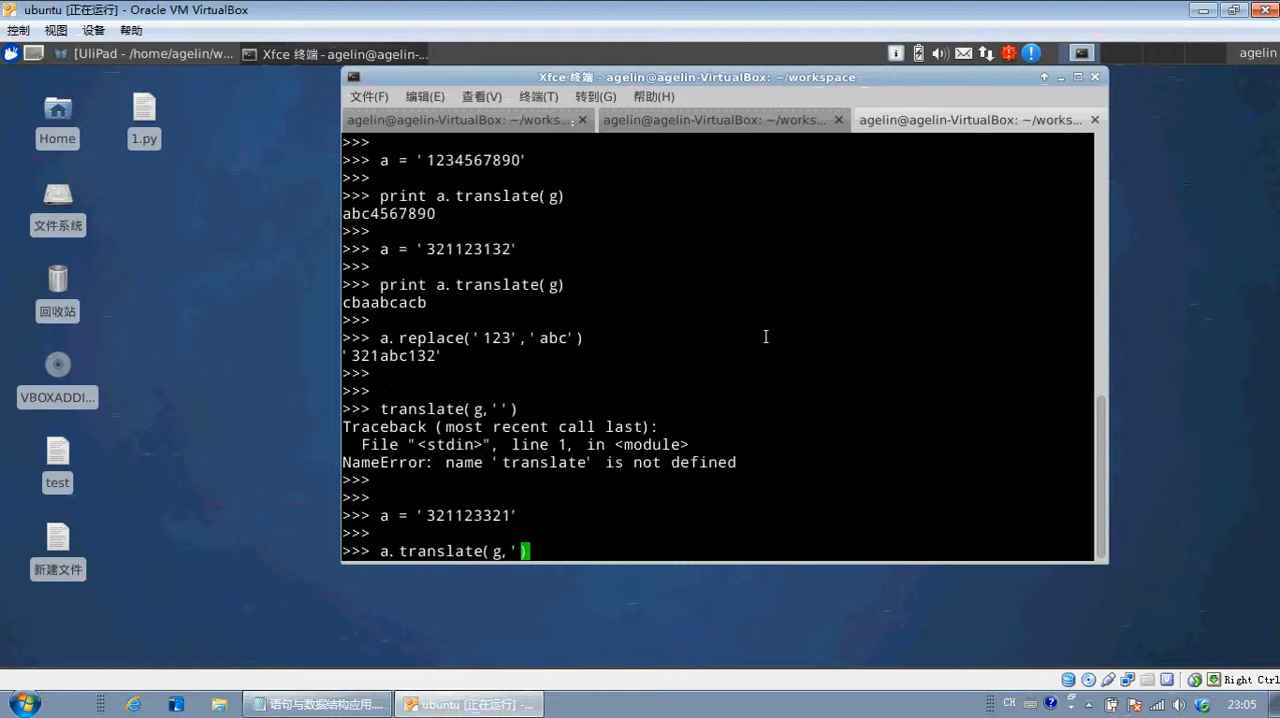 ubuntu [正在运行] - Oracle VM VirtualBox
控制 视图 设备 帮助
[UliPad - /home/agelin/w... Xfce 终端 - agelin@agelin-... agelin
Xfce 终端 - agelin@agelin-VirtualBox: ~/workspace
文件(F) 编辑(E) 查看(V) 终端(T) 转到(G) 帮助(H)
agelin@agelin-VirtualBox: ~/works... agelin@agelin-VirtualBox: ~/works... agelin@agelin-VirtualBox: ~/works...
Home
1.py
文件系统
回收站
VBOXADDI...
test
新建文件
>>>
>>> a = '1234567890'
>>>
>>> print a.translate(g)
abc4567890
>>>
>>> a = '321123132'
>>>
>>> print a.translate(g)
cbaabcacb
>>>
>>> a.replace('123','abc')
'321abc132'
>>>
>>>
>>> translate(g,'')
Traceback (most recent call last):
File "<stdin>", line 1, in <module>
NameError: name 'translate' is not defined
>>>
>>>
>>> a = '321123321'
>>>
>>> a.translate(g,')
Right Ctrl
语句与数据结构应用.... ubuntu [正在运行] -... CH 23:05